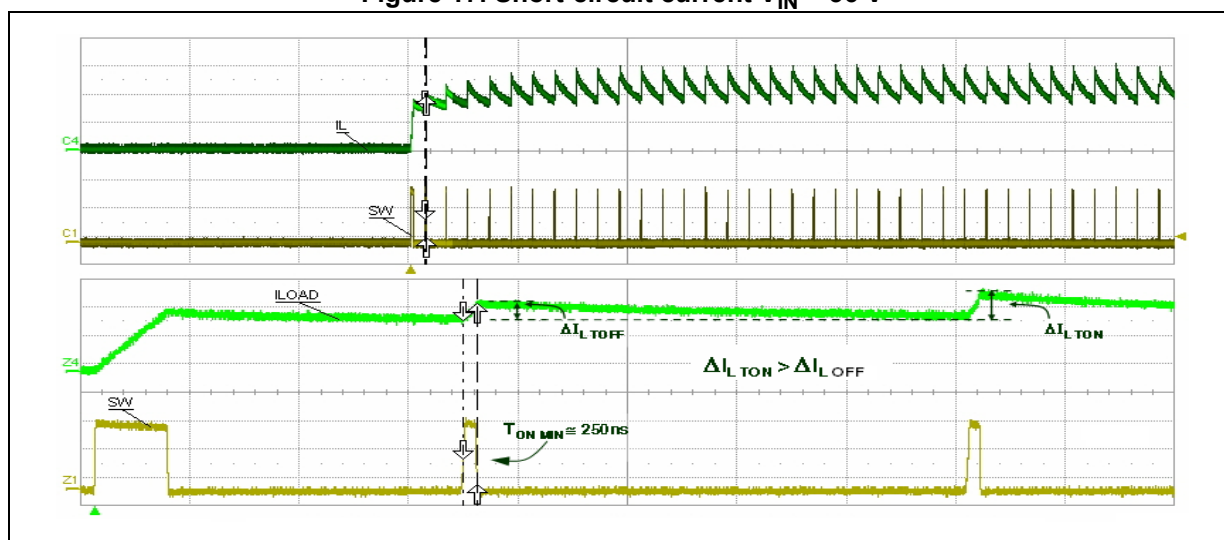 Figure 17. Short-circuit current V_IN = 36 V
C4
IL
C1
SW
ILOAD
Z4
ΔI_L TOFF
ΔI_L TON
ΔI_L TON > ΔI_L OFF
SW
T_ON MIN ≅ 250ns
Z1